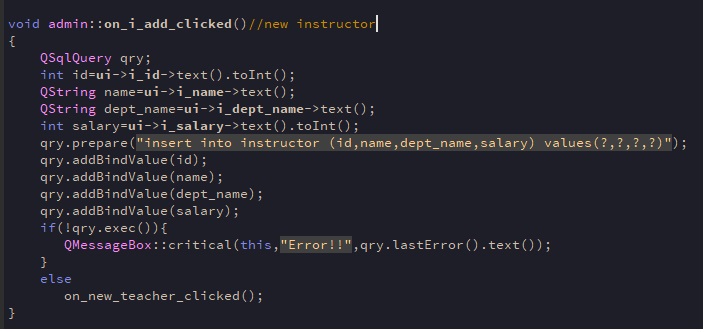 void admin::on_i_add_clicked()//new instructor
{
    QSqlQuery qry;
    int id=ui->i_id->text().toInt();
    QString name=ui->i_name->text();
    QString dept_name=ui->i_dept_name->text();
    int salary=ui->i_salary->text().toInt();
    qry.prepare("insert into instructor (id,name,dept_name,salary) values(?,?,?,?)");
    qry.addBindValue(id);
    qry.addBindValue(name);
    qry.addBindValue(dept_name);
    qry.addBindValue(salary);
    if(!qry.exec()){
        QMessageBox::critical(this,"Error!!",qry.lastError().text());
    }
    else
        on_new_teacher_clicked();
}